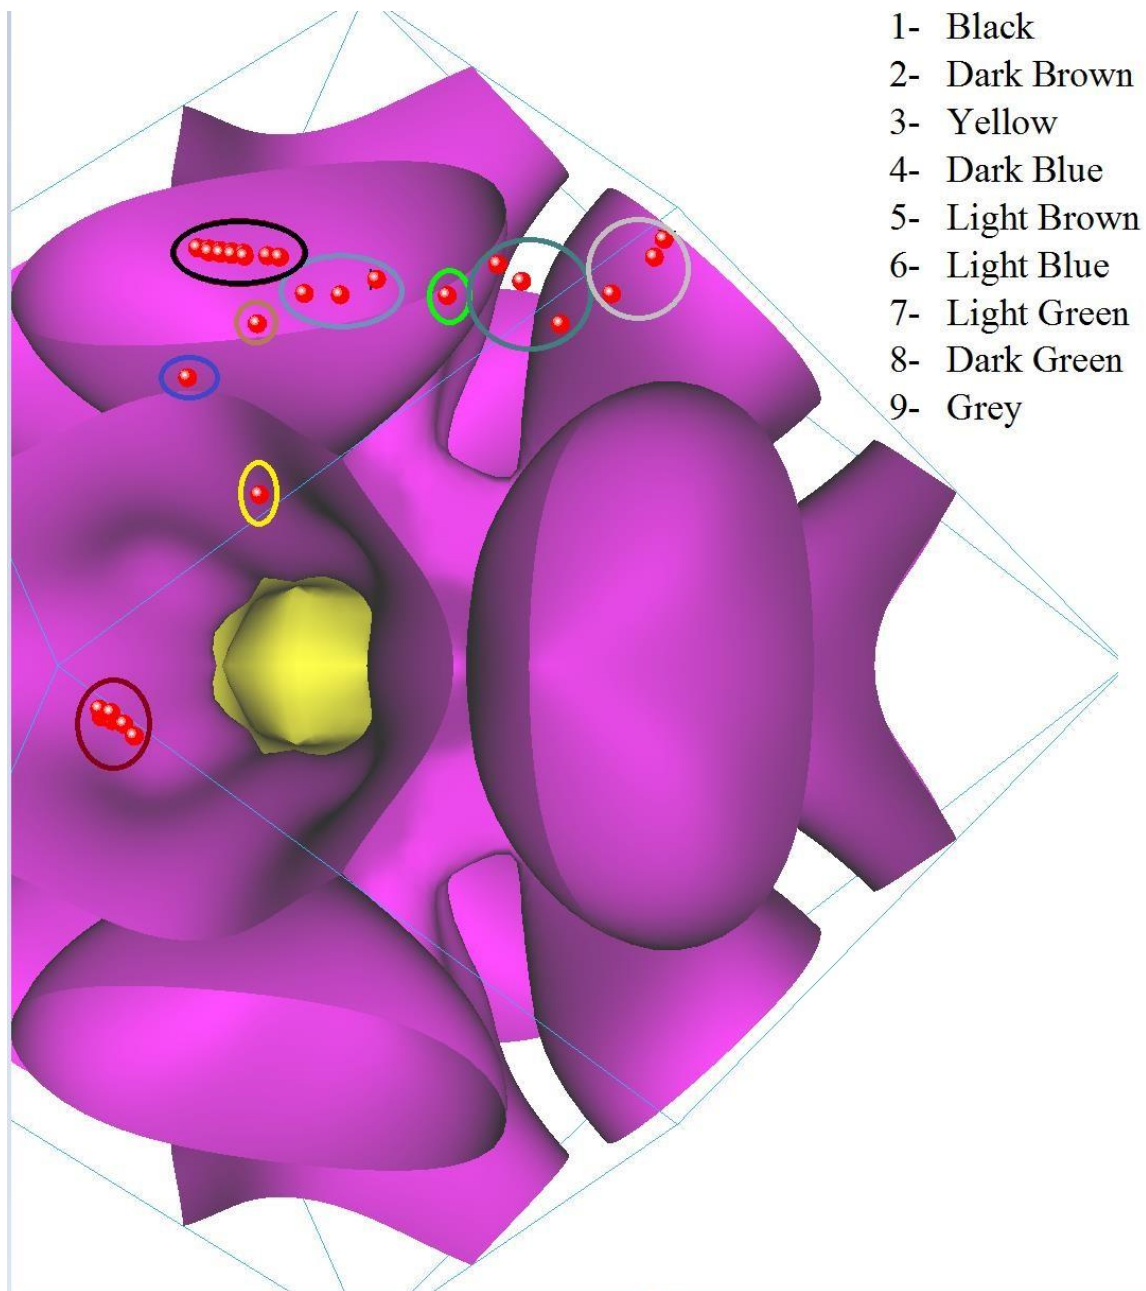 1- Black
2- Dark Brown
3- Yellow
4- Dark Blue
5- Light Brown
6- Light Blue
7- Light Green
8- Dark Green
9- Grey